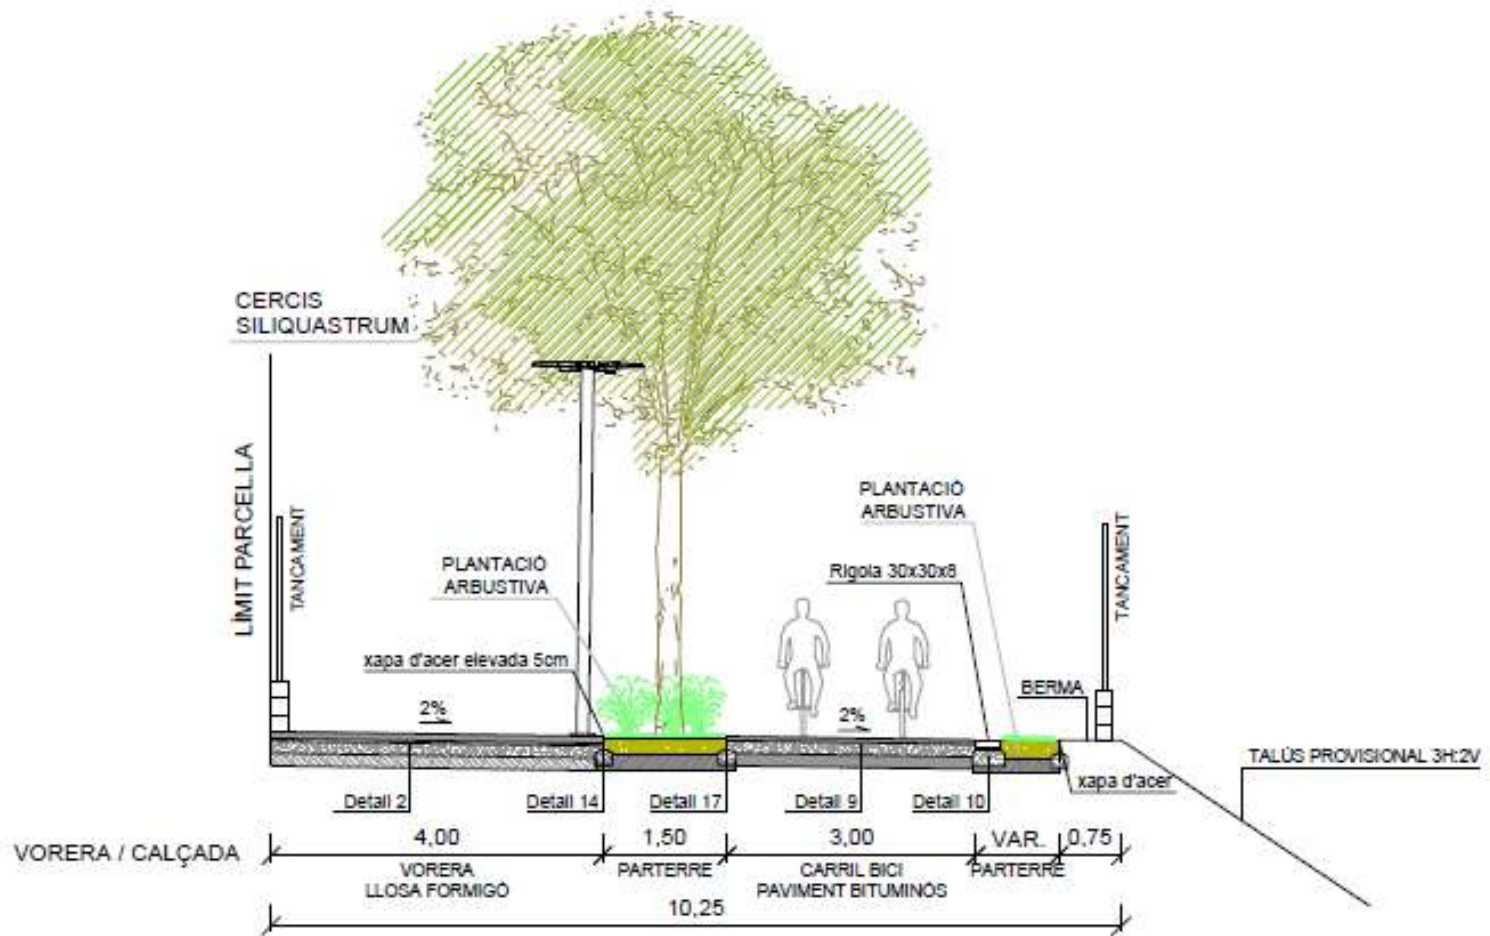 CERCIS
SILIQUASTRUM
LÍMIT PARCEL.LA
TANCAMENT
PLANTACIÓ
ARBUSTIVA
PLANTACIÓ
ARBUSTIVA
Rigola 30x30x8
TANCAMENT
xapa d'acer elevada 5cm
BERMA
2%
2%
TALÚS PROVISIONAL 3H:2V
xapa d'acer
Detall 2
Detall 14
Detall 17
Detall 9
Detall 10
VORERA / CALÇADA
4,00
1,50
3,00
VAR.
0,75
VORERA
LLOSA FORMIGÓ
PARTERRE
CARRIL BICI
PAVIMENT BITUMINÓS
PARTERRE
10,25